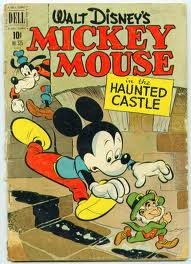 DELL
WALT DISNEY'S
10¢
MICKEY
MOUSE
in the
HAUNTED
CASTLE